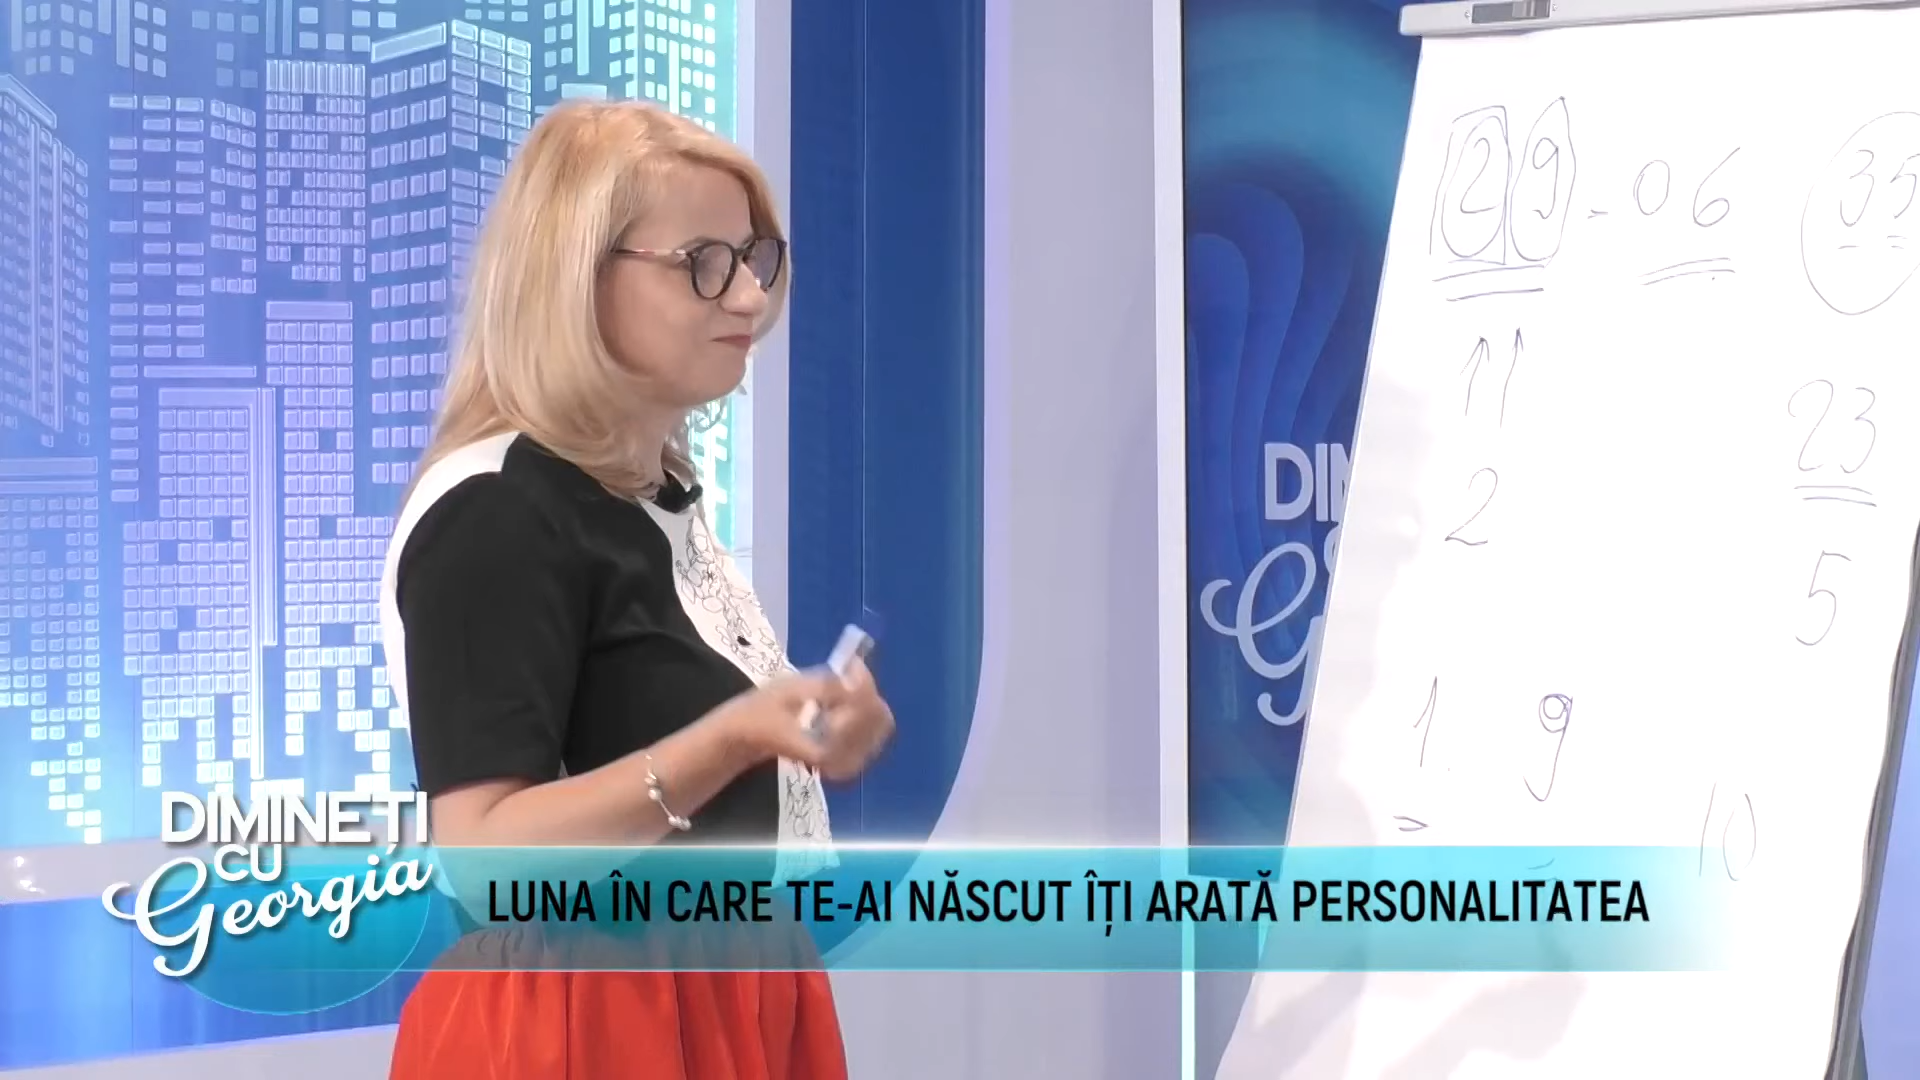 29 - 06 35
11
2
23
5
1 9
10
DIMINEȚI
CU
Georgia
LUNA ÎN CARE TE-AI NĂSCUT ÎȚI ARATĂ PERSONALITATEA